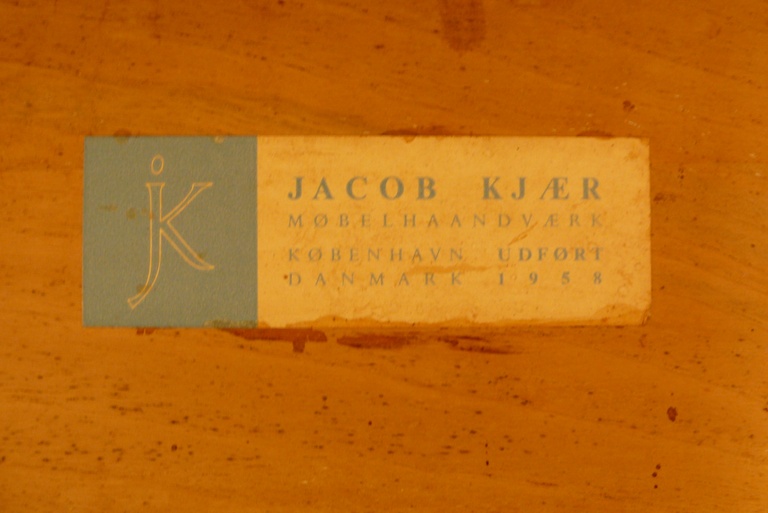 JK
JACOB KJÆR
MØBELHAANDVÆRK
KØBENHAVN UDFØRT
DANMARK 1958